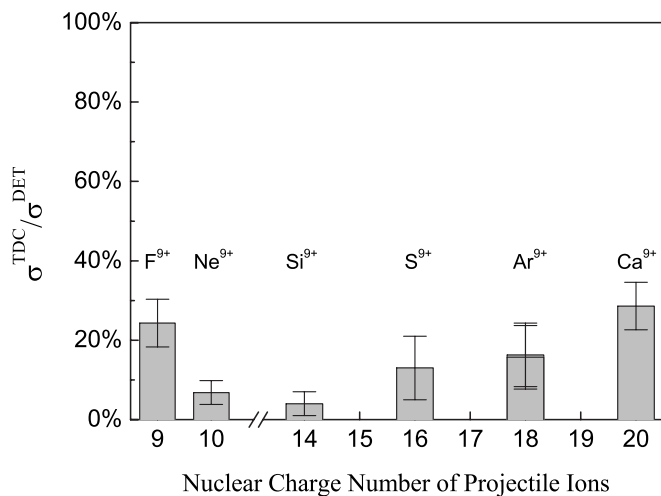 100%
80%
60%
40%
20%
0%
σ^TDC/σ^DET
F^9+ Ne^9+ Si^9+ S^9+ Ar^9+ Ca^9+
9 10 14 15 16 17 18 19 20
Nuclear Charge Number of Projectile Ions